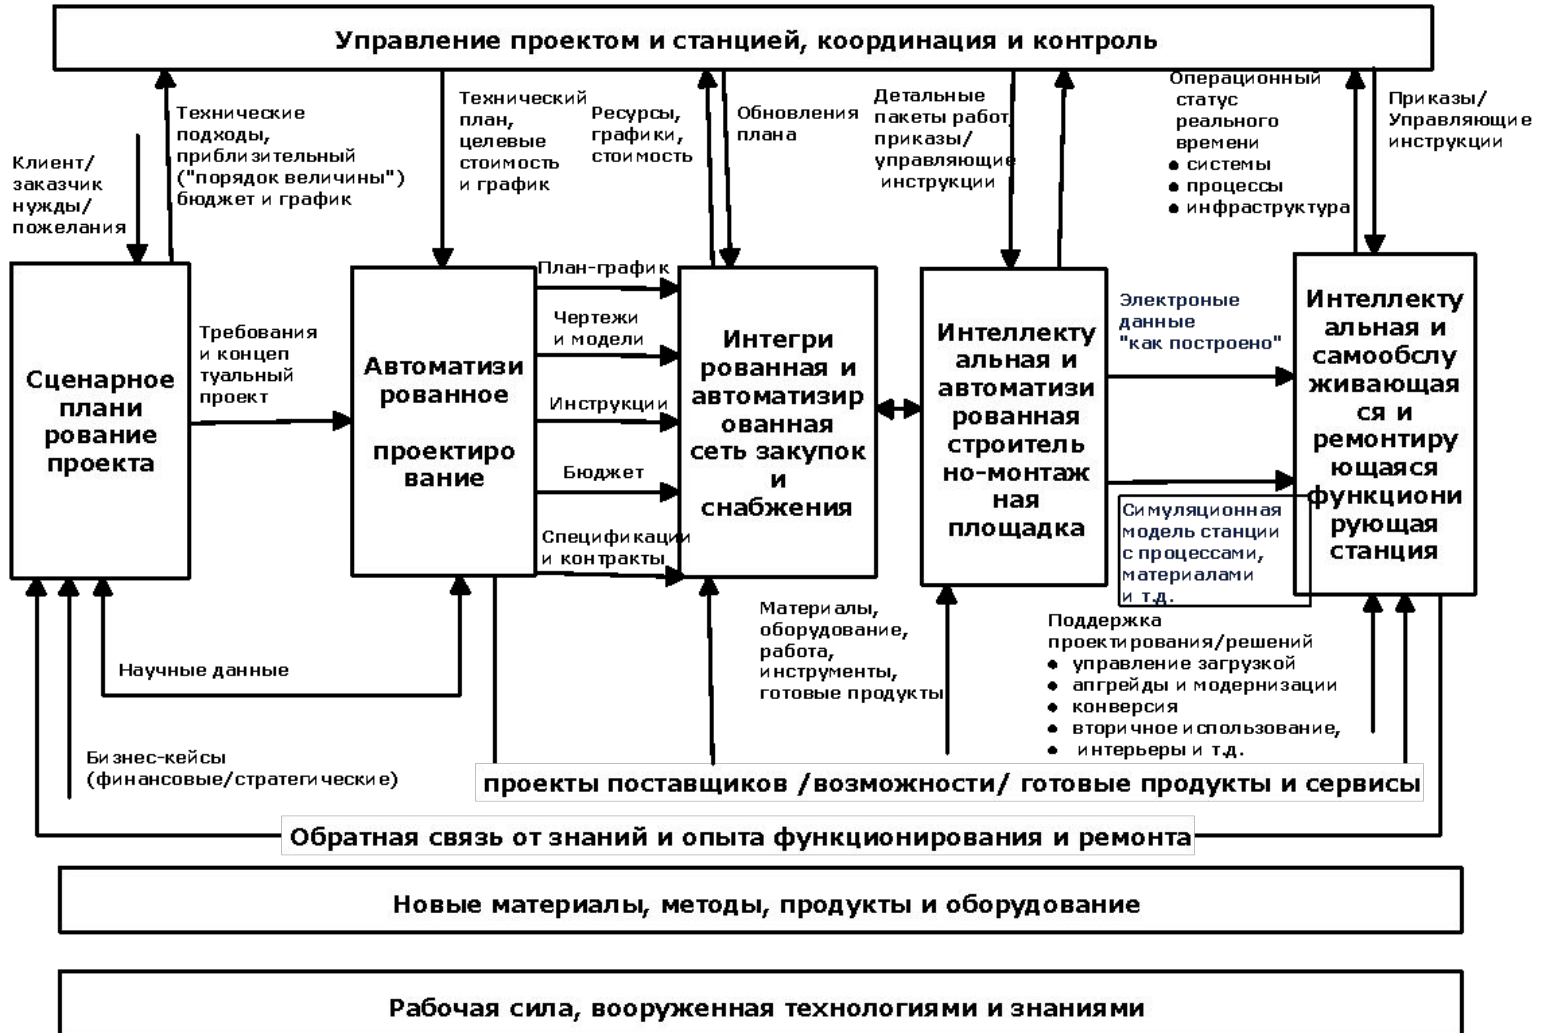 Управление проектом и станцией, координация и контроль
Клиент/
заказчик
нужды/
пожелания
Технические
подходы,
приблизительный
("порядок величины")
бюджет и график
Технический
план,
целевые
стоимость
и график
Ресурсы,
графики,
стоимость
Обновления
плана
Детальные
пакеты работ,
приказы/
управляющие
инструкции
Операционный
статус
реального
времени
● системы
● процессы
● инфраструктура
Приказы/
Управляющие
инструкции
Сценарное
плани
рование
проекта
Требования
и концеп
туальный
проект
Автоматизи
рованное
проектиро
вание
План-график
Чертежи
и модели
Инструкции
Бюджет
Спецификации
и контракты
Интегри
рованная и
автоматизир
ованная
сеть закупок
и
снабжения
Интеллекту
альная и
автоматизи
рованная
строитель
но-монтаж
ная
площадка
Электроные
данные
"как построено"
Симуляционная
модель станции
с процессами,
материалами
и т.д.
Интеллекту
альная и
самообслу
живающая
ся и
ремонтиру
ющаяся
функциони
рующая
станция
Научные данные
Бизнес-кейсы
(финансовые/стратегические)
Материалы,
оборудование,
работа,
инструменты,
готовые продукты
Поддержка
проектирования/решений
● управление загрузкой
● апгрейды и модернизации
● конверсия
● вторичное использование,
● интерьеры и т.д.
проекты поставщиков /возможности/ готовые продукты и сервисы
Обратная связь от знаний и опыта функционирования и ремонта
Новые материалы, методы, продукты и оборудование
Рабочая сила, вооруженная технологиями и знаниями